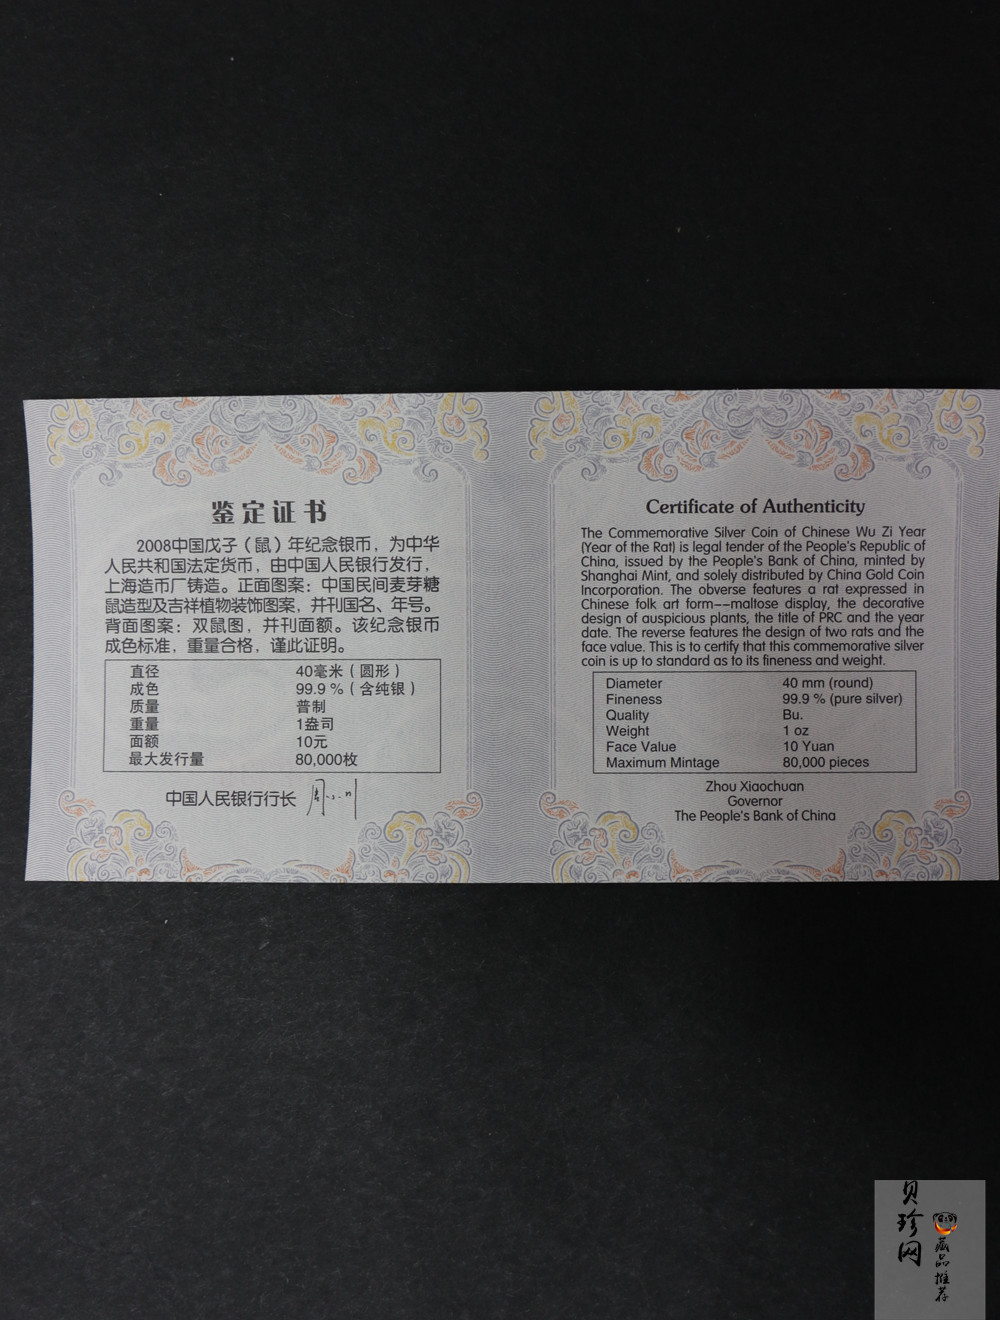 鉴定证书
2008中国戊子（鼠）年纪念银币，为中华
人民共和国法定货币，由中国人民银行发行，
上海造币厂铸造。正面图案：中国民间麦芽糖
鼠造型及吉祥植物装饰图案，并刊国名、年号。
背面图案：双鼠图，并刊面额。该纪念银币
成色标准，重量合格，谨此证明。
直径 40毫米（圆形）
成色 99.9 %（含纯银）
质量 普制
重量 1盎司
面额 10元
最大发行量 80,000枚
中国人民银行行长
Certificate of Authenticity
The Commemorative Silver Coin of Chinese Wu Zi Year
(Year of the Rat) is legal tender of the People's Republic of
China, issued by the People's Bank of China, minted by
Shanghai Mint, and solely distributed by China Gold Coin
Incorporation. The obverse features a rat expressed in
Chinese folk art form--maltose display, the decorative
design of auspicious plants, the title of PRC and the year
date. The reverse features the design of two rats and the
face value. This is to certify that this commemorative silver
coin is up to standard as to its fineness and weight.
Diameter 40 mm (round)
Fineness 99.9 % (pure silver)
Quality Bu.
Weight 1 oz
Face Value 10 Yuan
Maximum Mintage 80,000 pieces
Zhou Xiaochuan
Governor
The People's Bank of China
贝珍网
藏品推荐